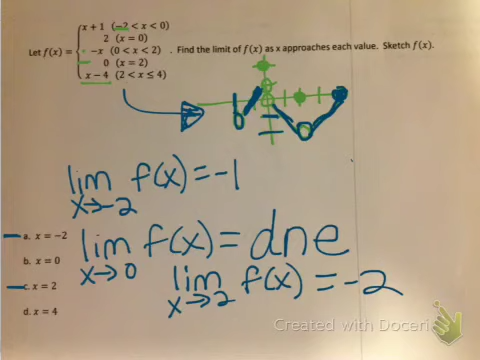 x + 1 (−2 < x < 0)
2 (x = 0)
Let f(x) = −x (0 < x < 2) . Find the limit of f(x) as x approaches each value. Sketch f(x).
0 (x = 2)
x − 4 (2 < x ≤ 4)
lim f(x) = -1
x→-2
a. x = −2
lim f(x) = dne
x→0
b. x = 0
lim f(x) = -2
x→2
c. x = 2
d. x = 4
Created with Doceri